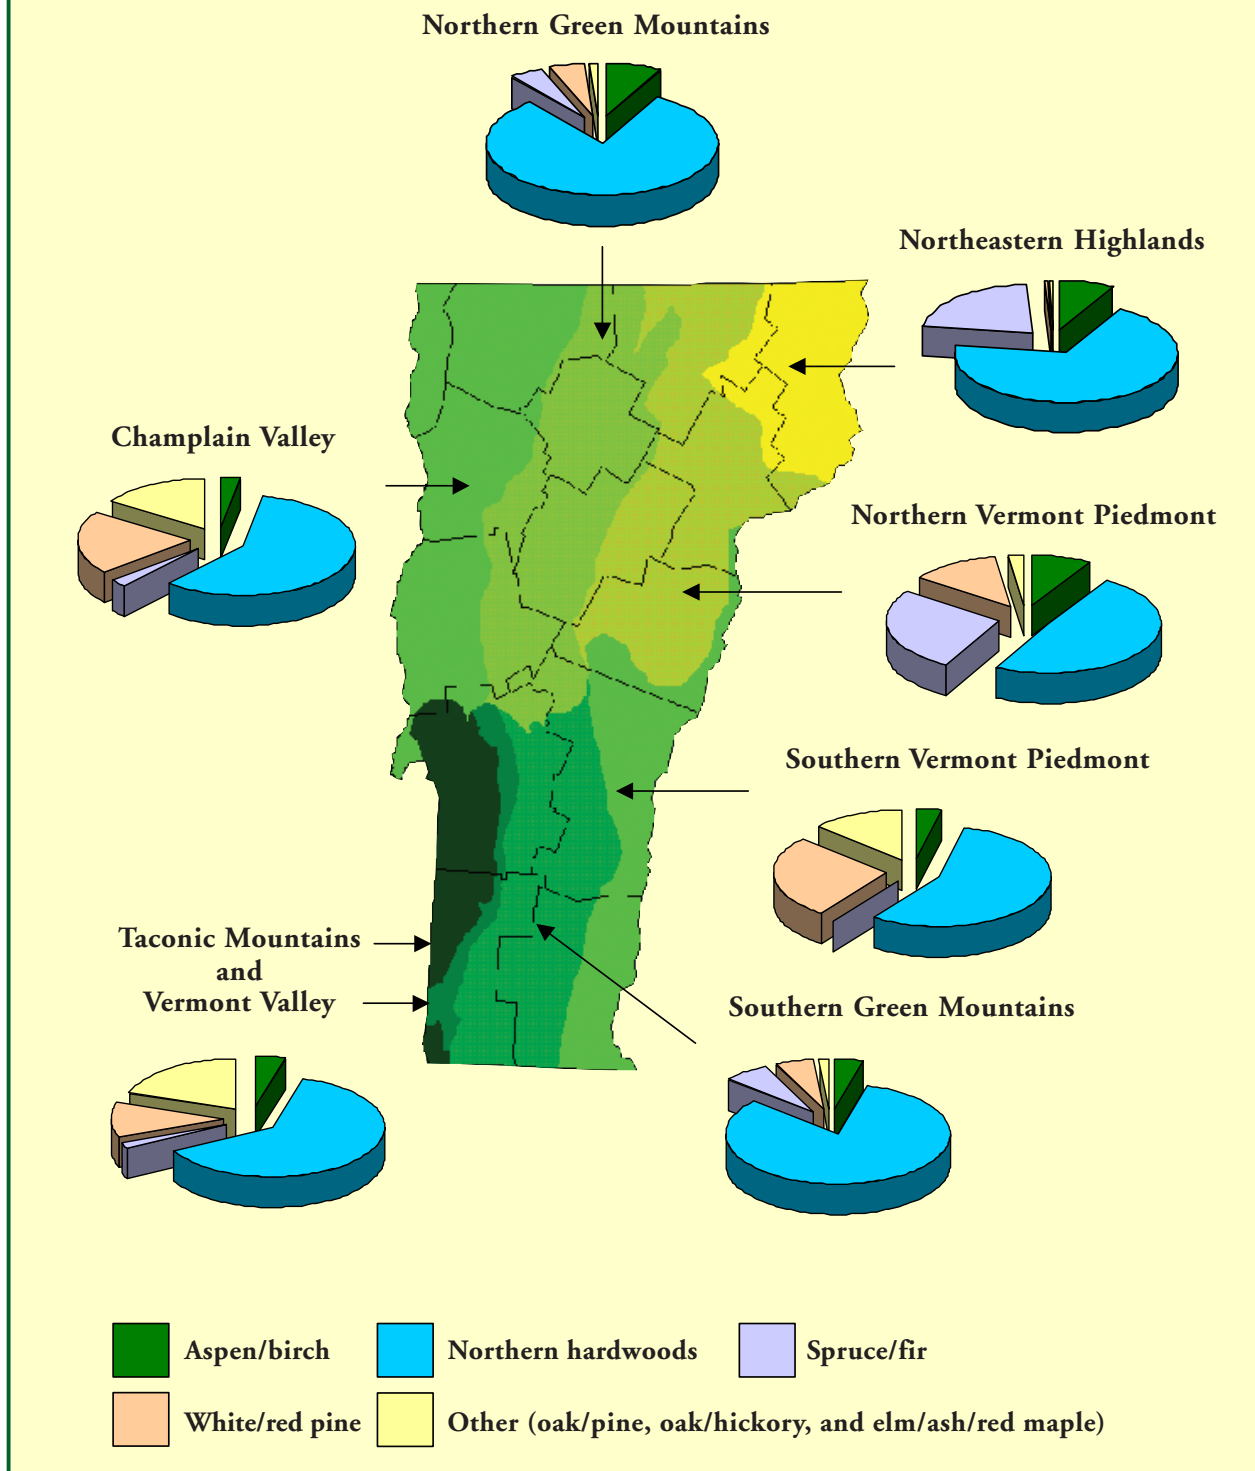 Northern Green Mountains
Northeastern Highlands
Champlain Valley
Northern Vermont Piedmont
Southern Vermont Piedmont
Taconic Mountains
and
Vermont Valley
Southern Green Mountains
Aspen/birch
Northern hardwoods
Spruce/fir
White/red pine
Other (oak/pine, oak/hickory, and elm/ash/red maple)